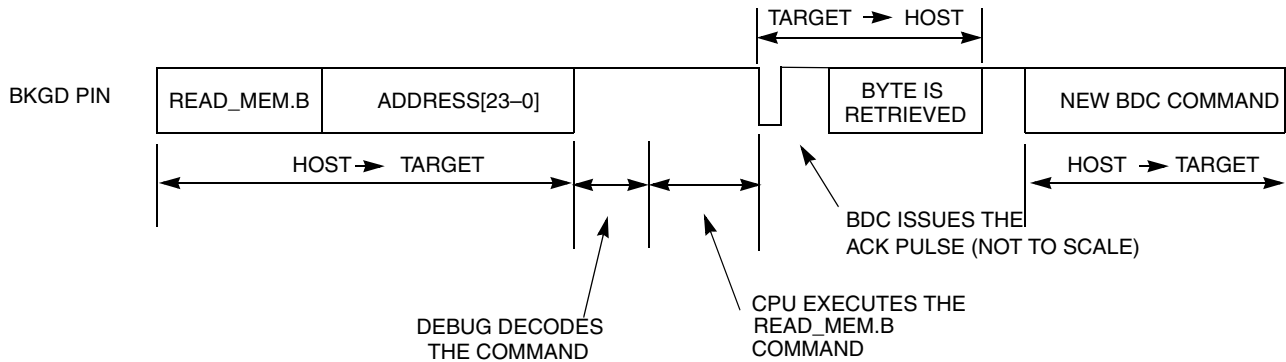 TARGET → HOST
BKGD PIN
READ_MEM.B
ADDRESS[23–0]
BYTE IS
RETRIEVED
NEW BDC COMMAND
HOST → TARGET
HOST → TARGET
BDC ISSUES THE
ACK PULSE (NOT TO SCALE)
DEBUG DECODES
THE COMMAND
CPU EXECUTES THE
READ_MEM.B
COMMAND